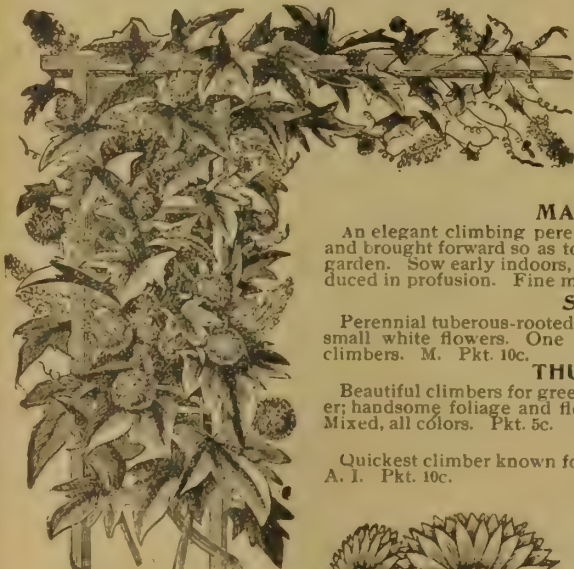 MA
An elegant climbing pere
and brought forward so as t
garden. Sow early indoors,
duced in profusion. Fine m
S
Perennial tuberous-rooted
small white flowers. One
climbers. M. Pkt. 10c.
THU
Beautiful climbers for gree
er; handsome foliage and fl
Mixed, all colors. Pkt. 5c.
Quickest climber known fo
A. I. Pkt. 10c.